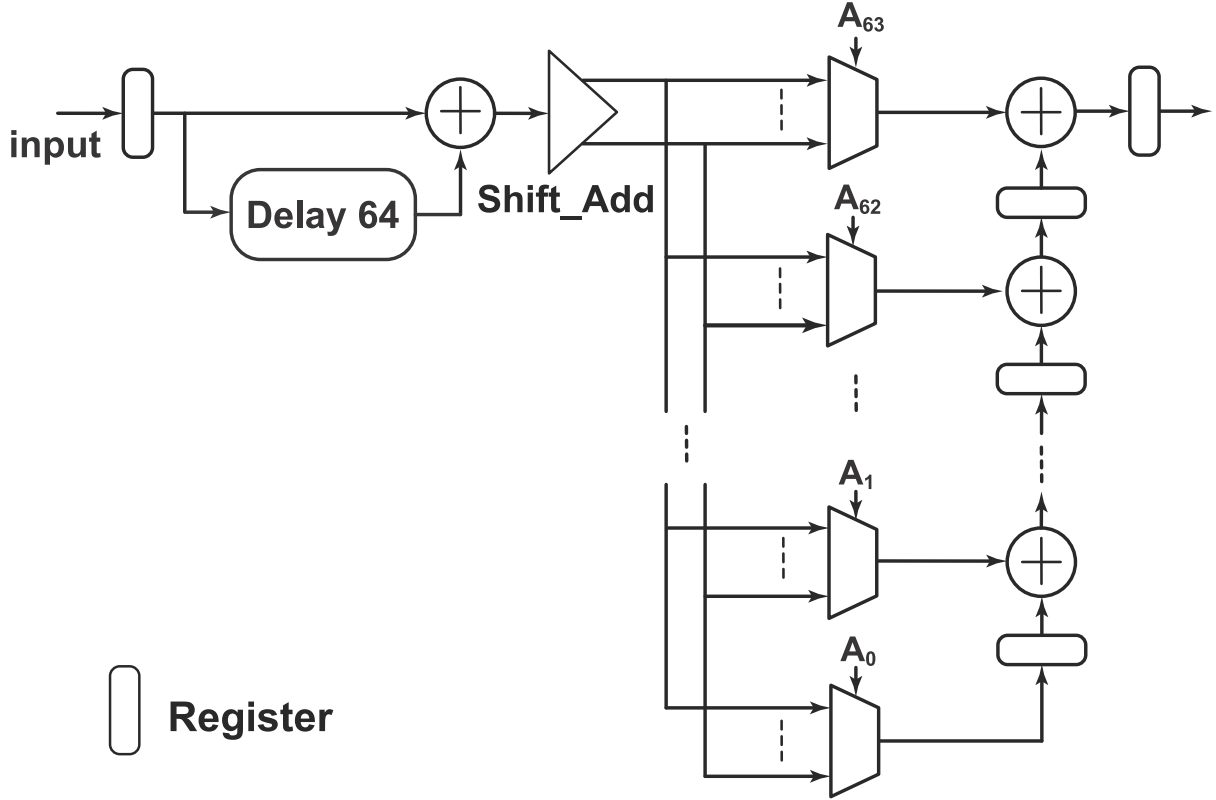 A63
input
Delay 64
Shift_Add
A62
A1
A0
Register